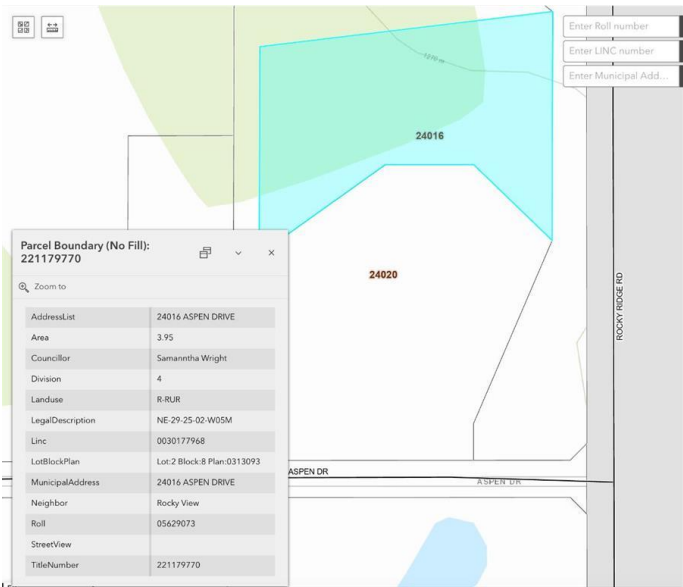 Enter Roll number
Enter LINC number
Enter Municipal Add...
24016
24020
ROCKY RIDGE RD
ASPEN DR
ASPEN DR
Parcel Boundary (No Fill):
221179770
Zoom to
AddressList 24016 ASPEN DRIVE
Area 3.95
Councillor Samanntha Wright
Division 4
Landuse R-RUR
LegalDescription NE-29-25-02-W05M
Linc 0030177968
LotBlockPlan Lot:2 Block:8 Plan:0313093
MunicipalAddress 24016 ASPEN DRIVE
Neighbor Rocky View
Roll 05629073
StreetView
TitleNumber 221179770